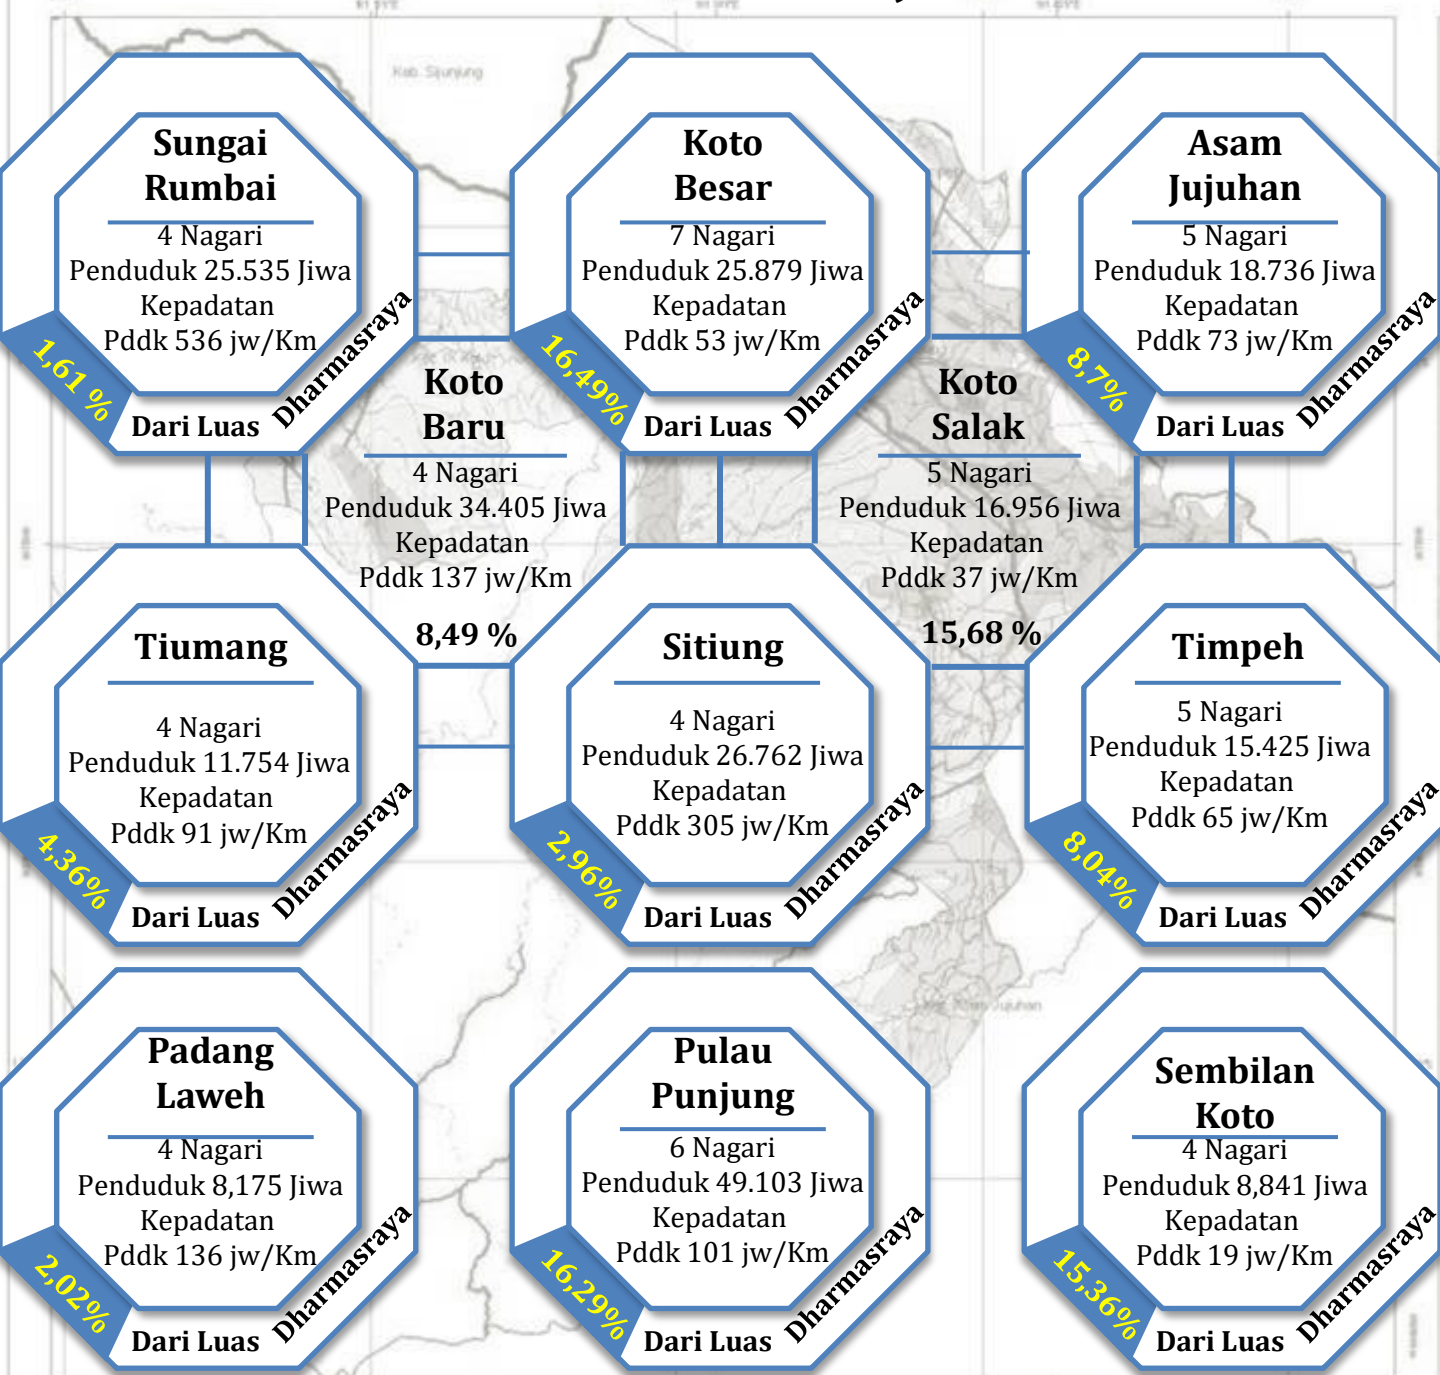 Kab. Sijunjung
Sungai
Rumbai
4 Nagari
Penduduk 25.535 Jiwa
Kepadatan
Pddk 536 jw/Km
1,61 %
Dari Luas
Dharmasraya
Koto
Besar
7 Nagari
Penduduk 25.879 Jiwa
Kepadatan
Pddk 53 jw/Km
16,49%
Dari Luas
Dharmasraya
Asam
Jujuhan
5 Nagari
Penduduk 18.736 Jiwa
Kepadatan
Pddk 73 jw/Km
8,7%
Dari Luas
Dharmasraya
Koto
Baru
4 Nagari
Penduduk 34.405 Jiwa
Kepadatan
Pddk 137 jw/Km
8,49 %
Koto
Salak
5 Nagari
Penduduk 16.956 Jiwa
Kepadatan
Pddk 37 jw/Km
15,68 %
Tiumang
4 Nagari
Penduduk 11.754 Jiwa
Kepadatan
Pddk 91 jw/Km
4,36%
Dari Luas
Dharmasraya
Sitiung
4 Nagari
Penduduk 26.762 Jiwa
Kepadatan
Pddk 305 jw/Km
2,96%
Dari Luas
Dharmasraya
Timpeh
5 Nagari
Penduduk 15.425 Jiwa
Kepadatan
Pddk 65 jw/Km
8,04%
Dari Luas
Dharmasraya
Padang
Laweh
4 Nagari
Penduduk 8,175 Jiwa
Kepadatan
Pddk 136 jw/Km
2,02%
Dari Luas
Dharmasraya
Pulau
Punjung
6 Nagari
Penduduk 49.103 Jiwa
Kepadatan
Pddk 101 jw/Km
16,29%
Dari Luas
Dharmasraya
Sembilan
Koto
4 Nagari
Penduduk 8,841 Jiwa
Kepadatan
Pddk 19 jw/Km
15,36%
Dari Luas
Dharmasraya